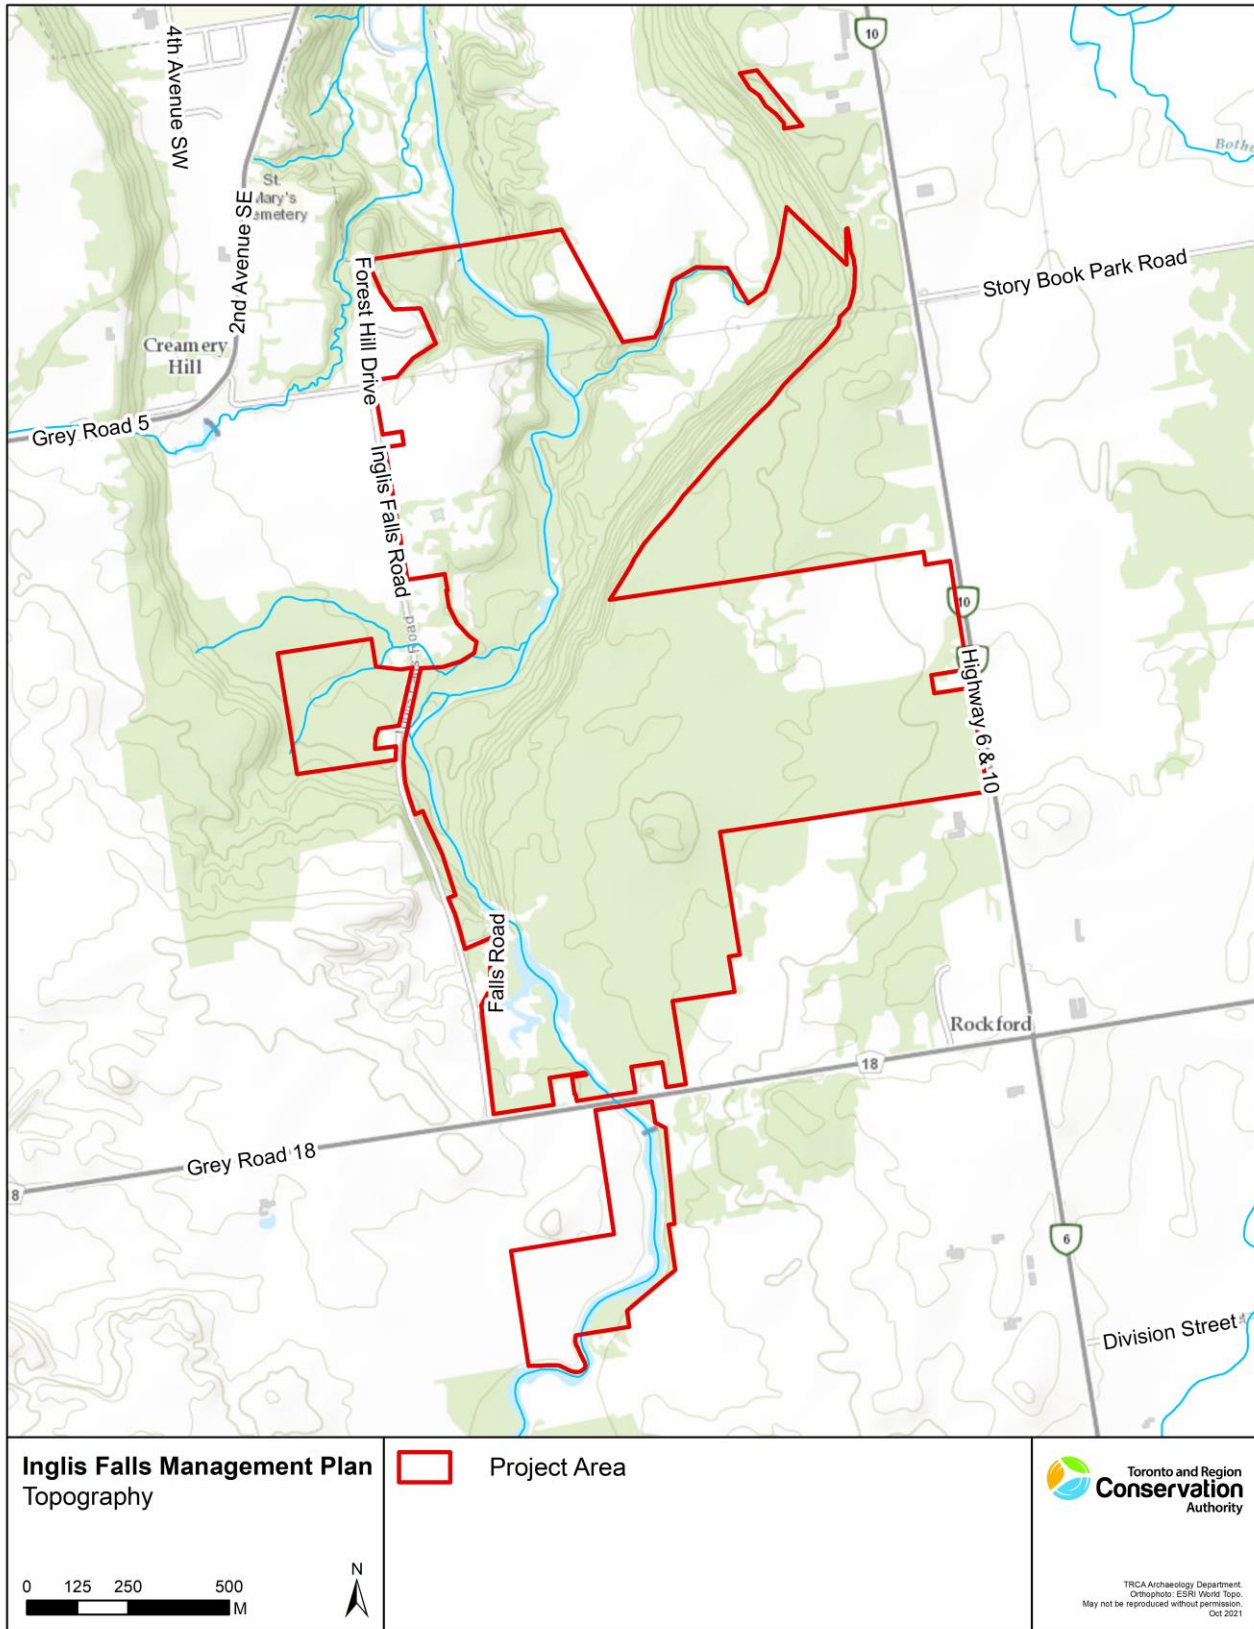 10
4th Avenue SW
St.
Mary's
Cemetery
2nd Avenue SE
Story Book Park Road
Forest Hill Drive
Creamery
Hill
Grey Road 5
Inglis Falls Road
10
Highway 6 & 10
Falls Road
Rockford
18
Grey Road 18
8
6
Division Street
Inglis Falls Management Plan
Topography
Project Area
0 125 250 500
M
N
Toronto and Region
Conservation
Authority
TRCA Archaeology Department.
Orthophoto: ESRI World Topo.
May not be reproduced without permission.
Oct 2021